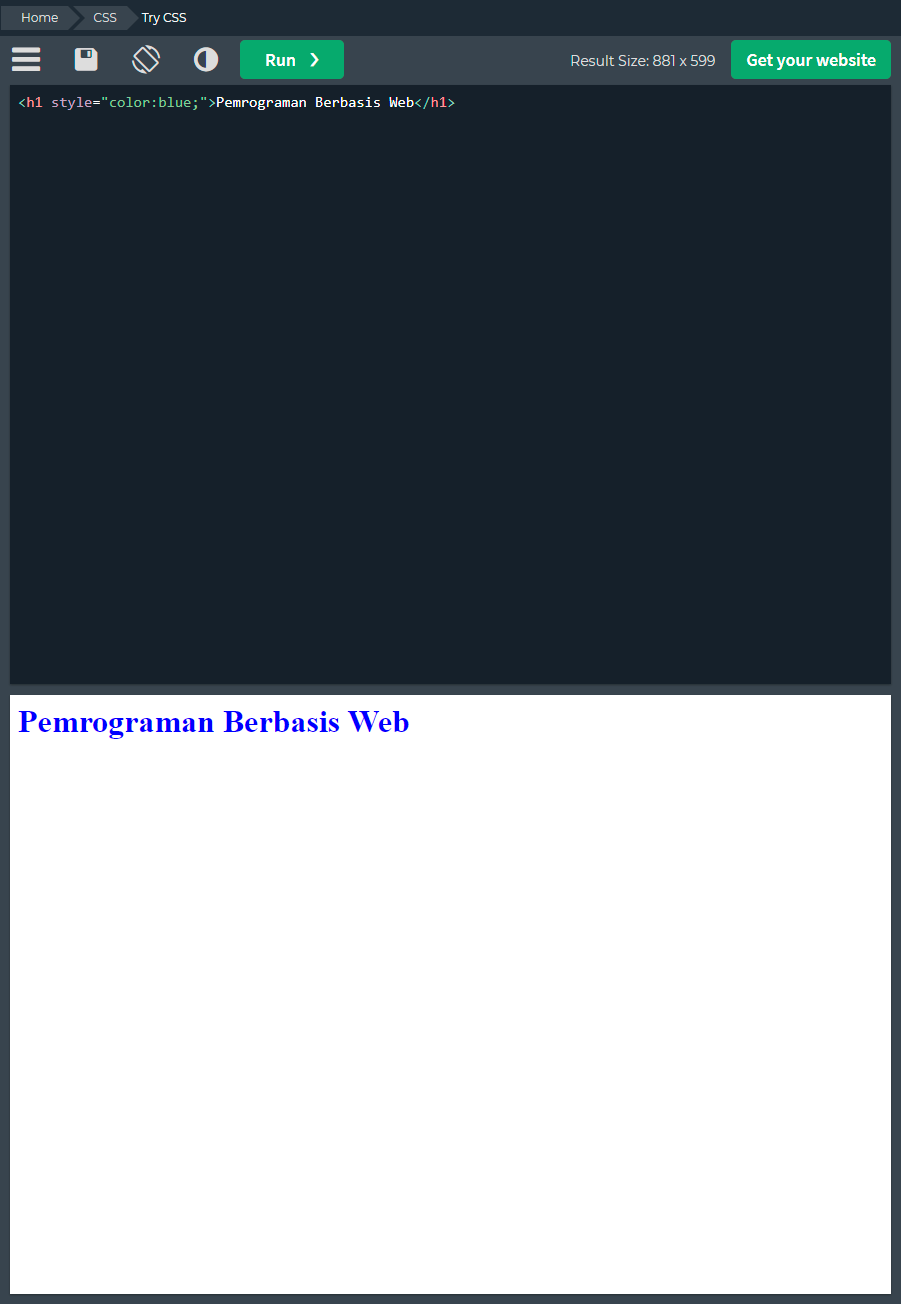 Home CSS Try CSS
Run ❯ Result Size: 881 x 599 Get your website
<h1 style="color:blue;">Pemrograman Berbasis Web</h1>
Pemrograman Berbasis Web